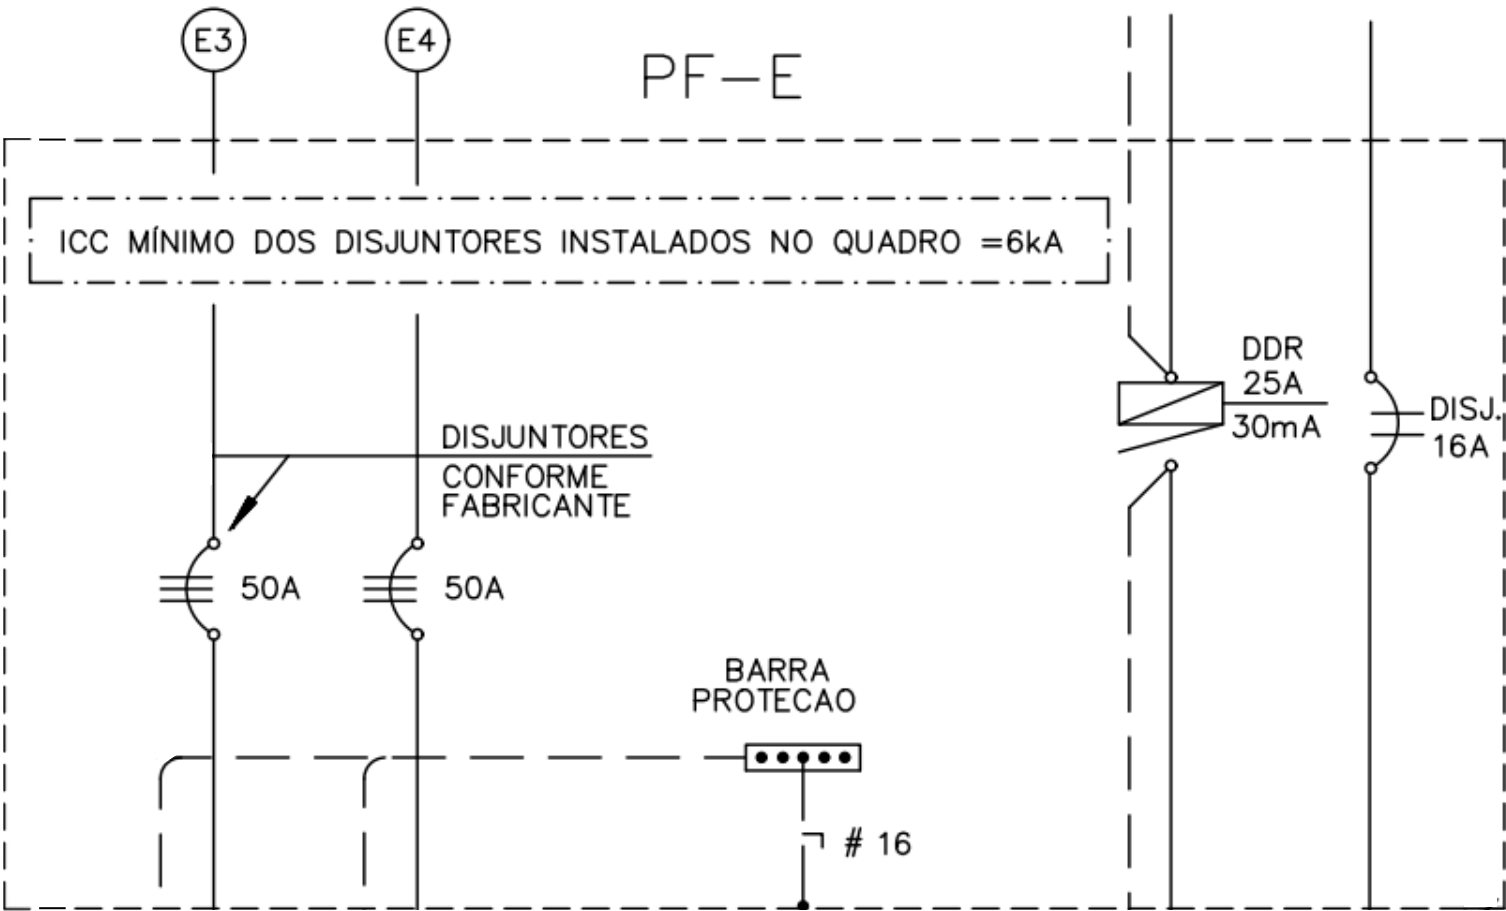 E3
E4
PF-E
ICC MÍNIMO DOS DISJUNTORES INSTALADOS NO QUADRO =6kA
DDR
25A
30mA
DISJ.
16A
DISJUNTORES
CONFORME
FABRICANTE
50A
50A
BARRA
PROTECAO
# 16